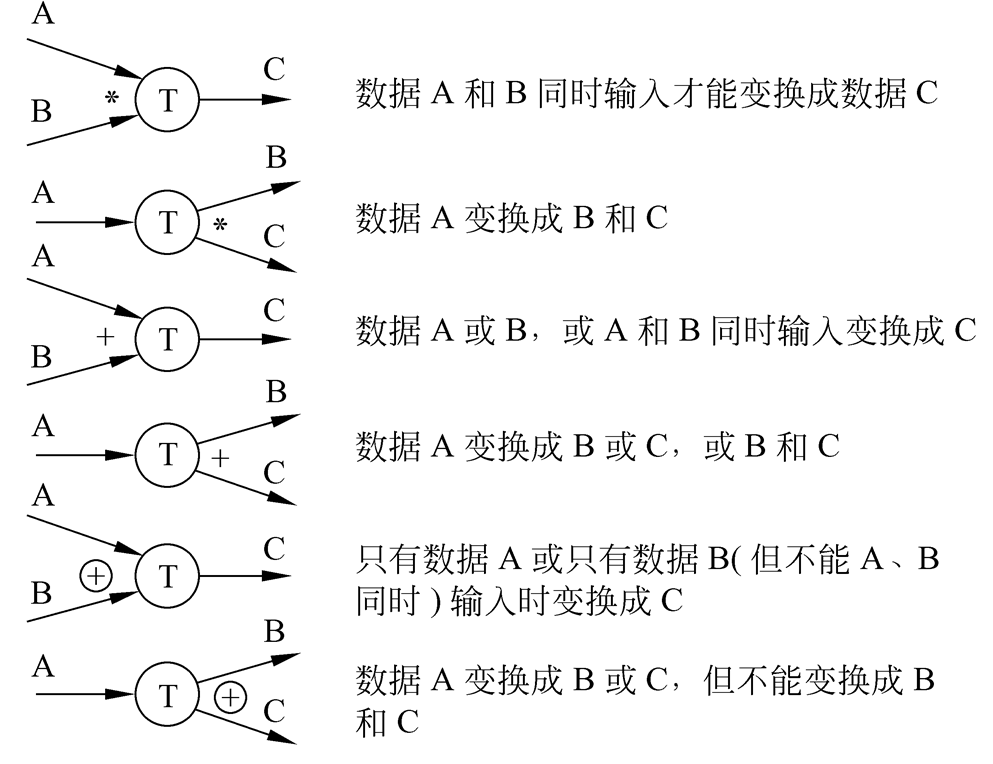 A
B
*
T
C
数据 A 和 B 同时输入才能变换成数据 C
A
T
*
B
C
数据 A 变换成 B 和 C
A
B
+
T
C
数据 A 或 B，或 A 和 B 同时输入变换成 C
A
T
+
B
C
数据 A 变换成 B 或 C，或 B 和 C
A
B
+
T
C
只有数据 A 或只有数据 B( 但不能 A、B
同时 ) 输入时变换成 C
A
T
+
B
C
数据 A 变换成 B 或 C，但不能变换成 B
和 C